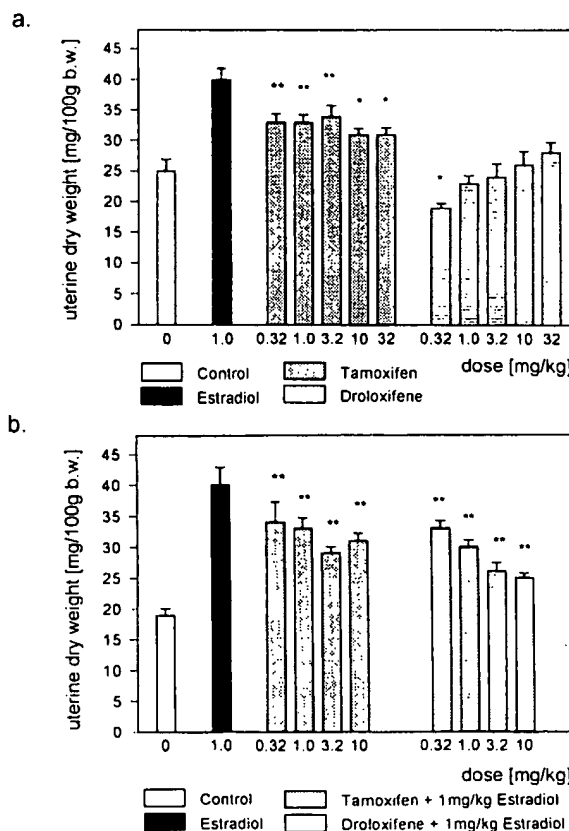 a.
uterine dry weight [mg/100g b.w.]
45
40
35
30
25
20
15
10
5
0
** ** ** * * *
0 1.0 0.32 1.0 3.2 10 32 0.32 1.0 3.2 10 32
dose [mg/kg]
Control Tamoxifen
Estradiol Droloxifene
b.
uterine dry weight [mg/100g b.w.]
45
40
35
30
25
20
15
10
5
0
** ** ** ** ** ** ** **
0 1.0 0.32 1.0 3.2 10 0.32 1.0 3.2 10
dose [mg/kg]
Control Tamoxifen + 1mg/kg Estradiol
Estradiol Droloxifene + 1mg/kg Estradiol